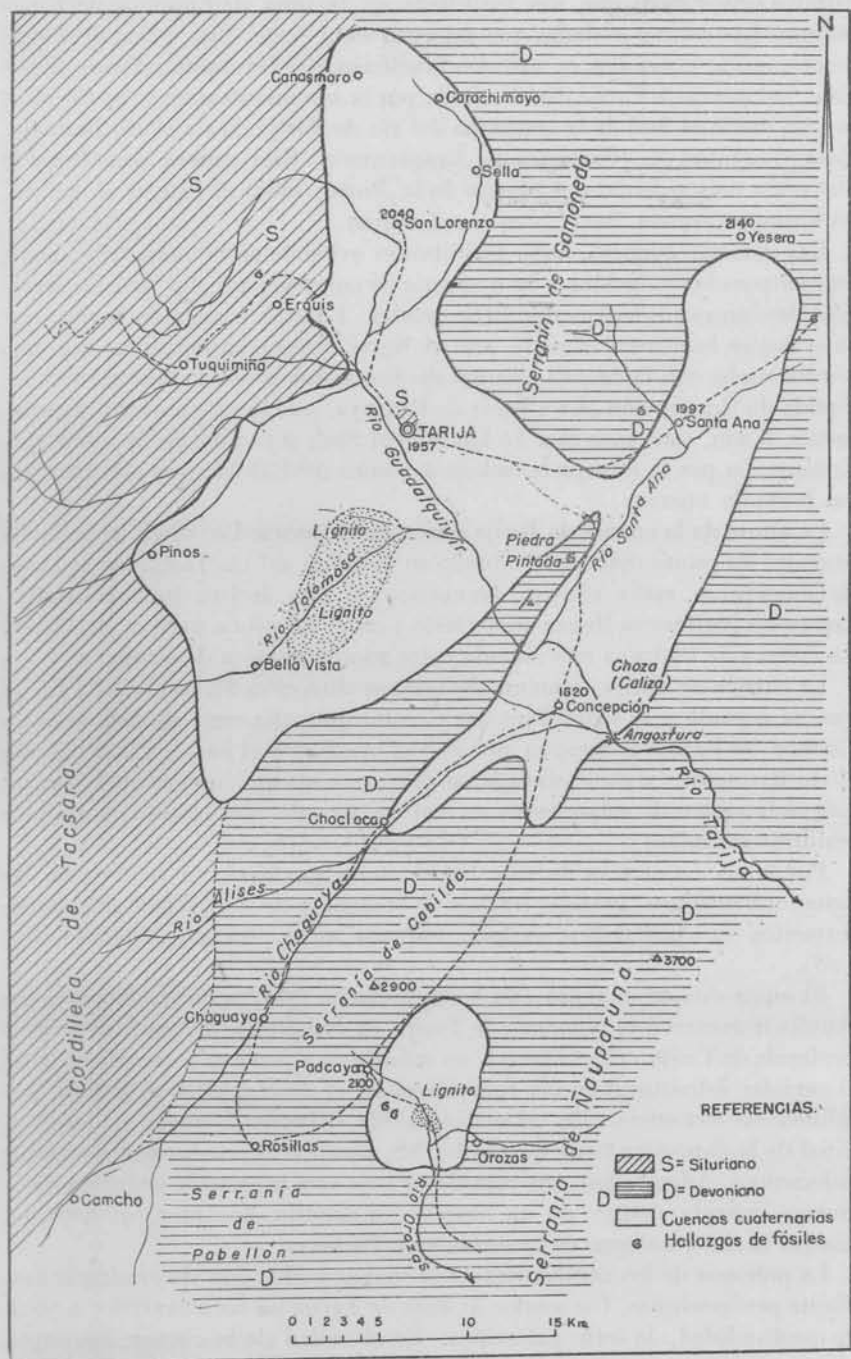 N
D
Canasmoro
Carachimayo
S
Sella
Serranía de Gamoneda
2040
San Lorenzo
2140
Yesera
S
Erquis
Tuquimiña
D
S
TARIJA
1957
1997
Santa Ana
D
Río Guadalquivir
Río Santa Ana
Pinos
Lignito
Río Tolomosa
Lignito
Piedra Pintada
D
Bella Vista
Choza
(Caliza)
1820
Concepción
Angostura
Río Tarija
D
Chocloca
Cordillera de Tacsara
Río Alises
Río Chaguaya
D
D
Serranía de Cabildo
2900
3700
Chaguaya
Padcaya
2100
Lignito
Serranía de Ñauparuna
Rosillas
Orozas
Río Orozas
Camcho
Serranía
de
Pabellón
D
D
REFERENCIAS.
S = Situriano
D = Devoniano
Cuencas cuaternarias
Hallazgos de fósiles
0 1 2 3 4 5 10 15 Km.